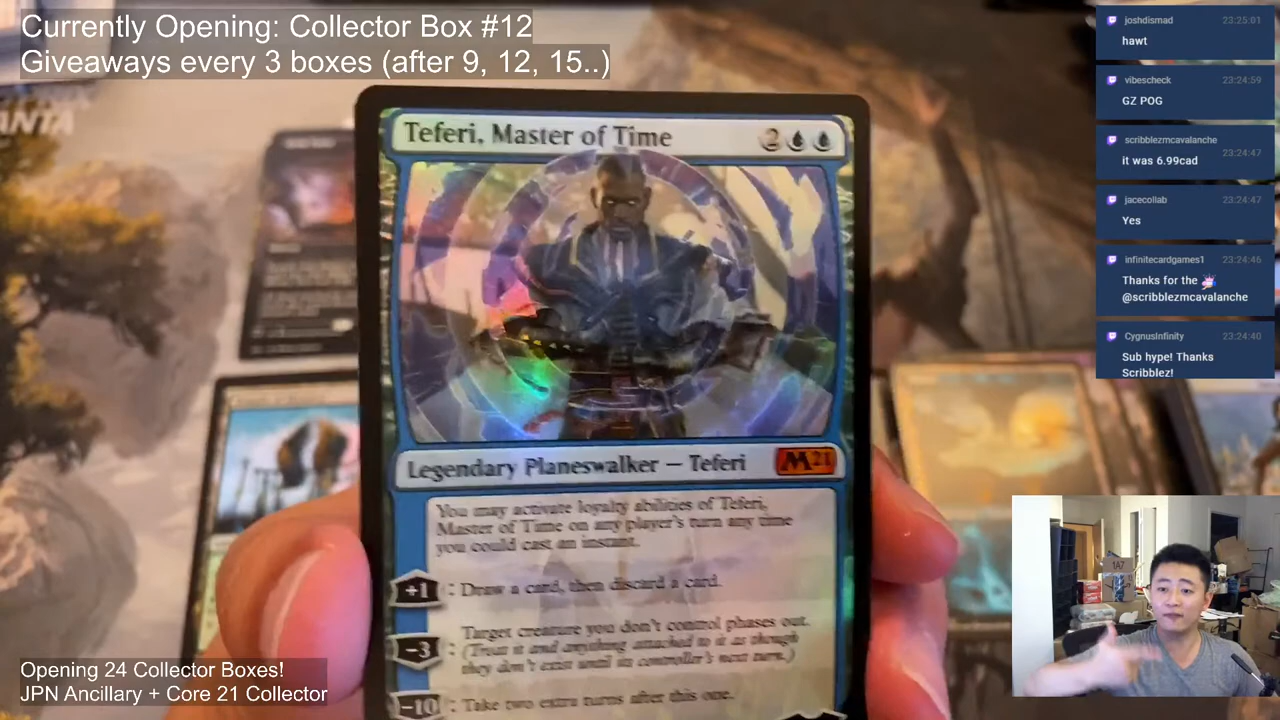 Currently Opening: Collector Box #12
Giveaways every 3 boxes (after 9, 12, 15..)
ANTA
Teferi, Master of Time
2
Legendary Planeswalker – Teferi
M21
You may activate loyalty abilities of Teferi,
Master of Time on any player's turn any time
you could cast an instant.
+1: Draw a card, then discard a card.
-3: Target creature you don't control phases out.
(Treat it and anything attached to it as though
they don't exist until its controller's next turn.)
-10: Take two extra turns after this one.
Opening 24 Collector Boxes!
JPN Ancillary + Core 21 Collector
joshdismad 23:25:01
hawt
vibescheck 23:24:59
GZ POG
scribblezmcavalanche 23:24:47
it was 6.99cad
jacecollab 23:24:47
Yes
infinitecardgames1 23:24:46
Thanks for the
@scribblezmcavalanche
CygnusInfinity 23:24:40
Sub hype! Thanks
Scribblez!
1A7